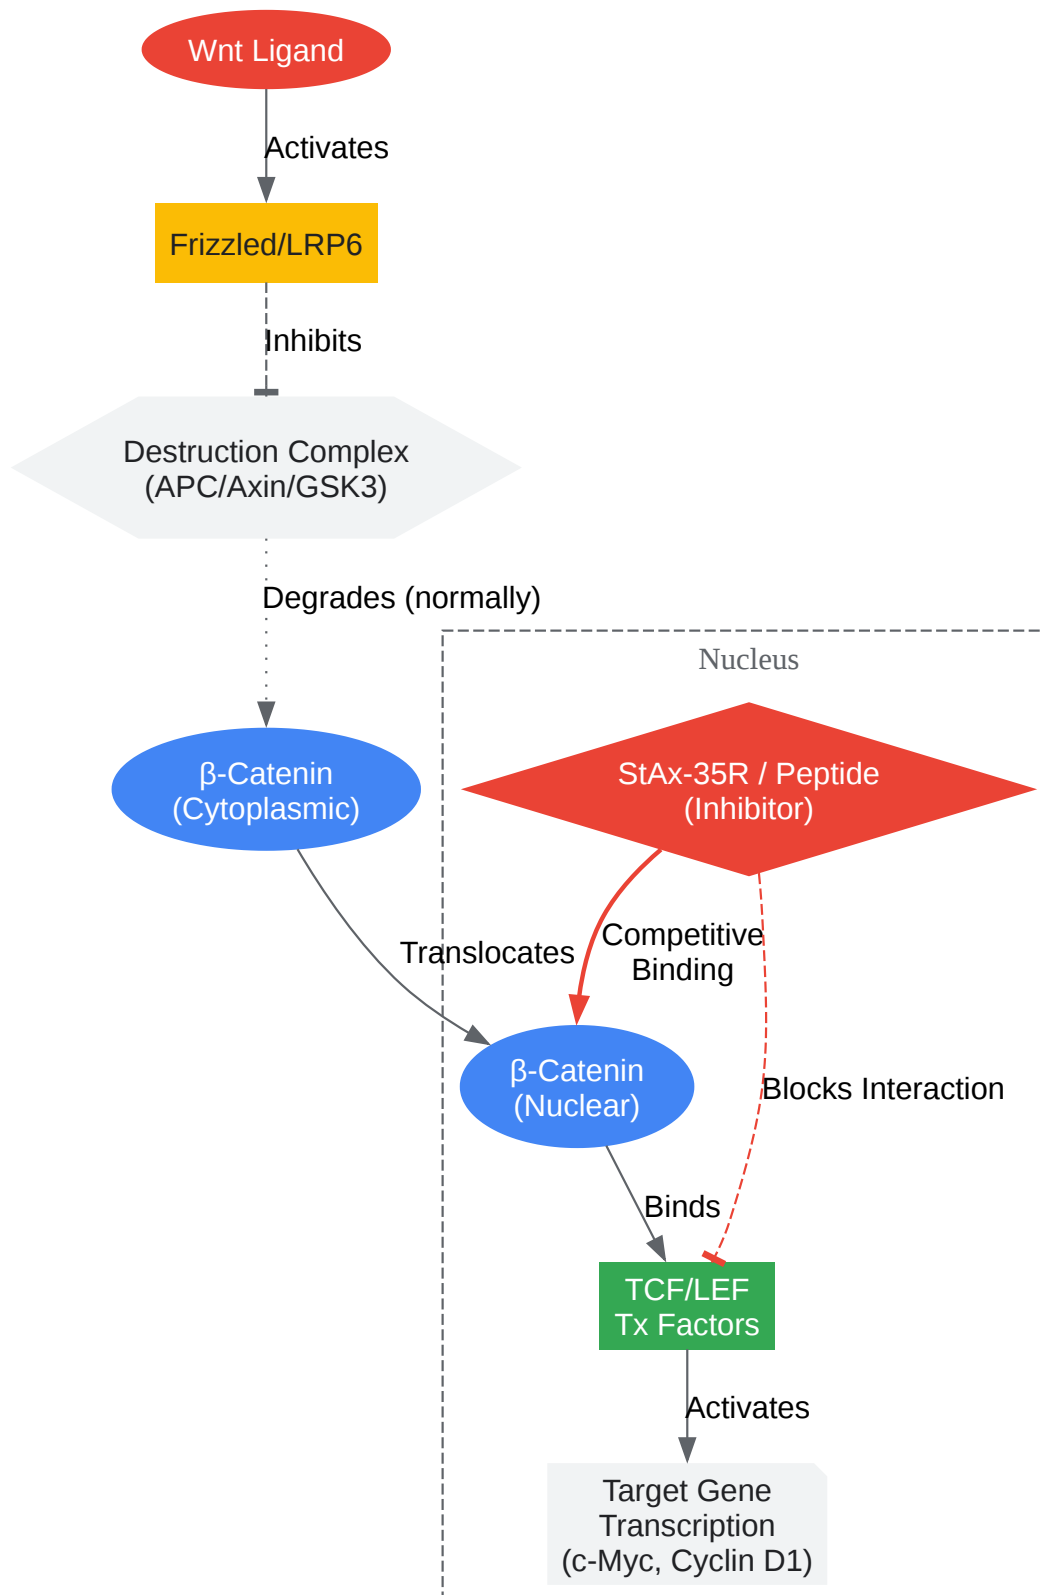 Wnt Ligand
Activates
Frizzled/LRP6
Inhibits
Destruction Complex
(APC/Axin/GSK3)
Degrades (normally)
Nucleus
β-Catenin
(Cytoplasmic)
StAx-35R / Peptide
(Inhibitor)
Translocates
Competitive
Binding
β-Catenin
(Nuclear)
Blocks Interaction
Binds
TCF/LEF
Tx Factors
Activates
Target Gene
Transcription
(c-Myc, Cyclin D1)